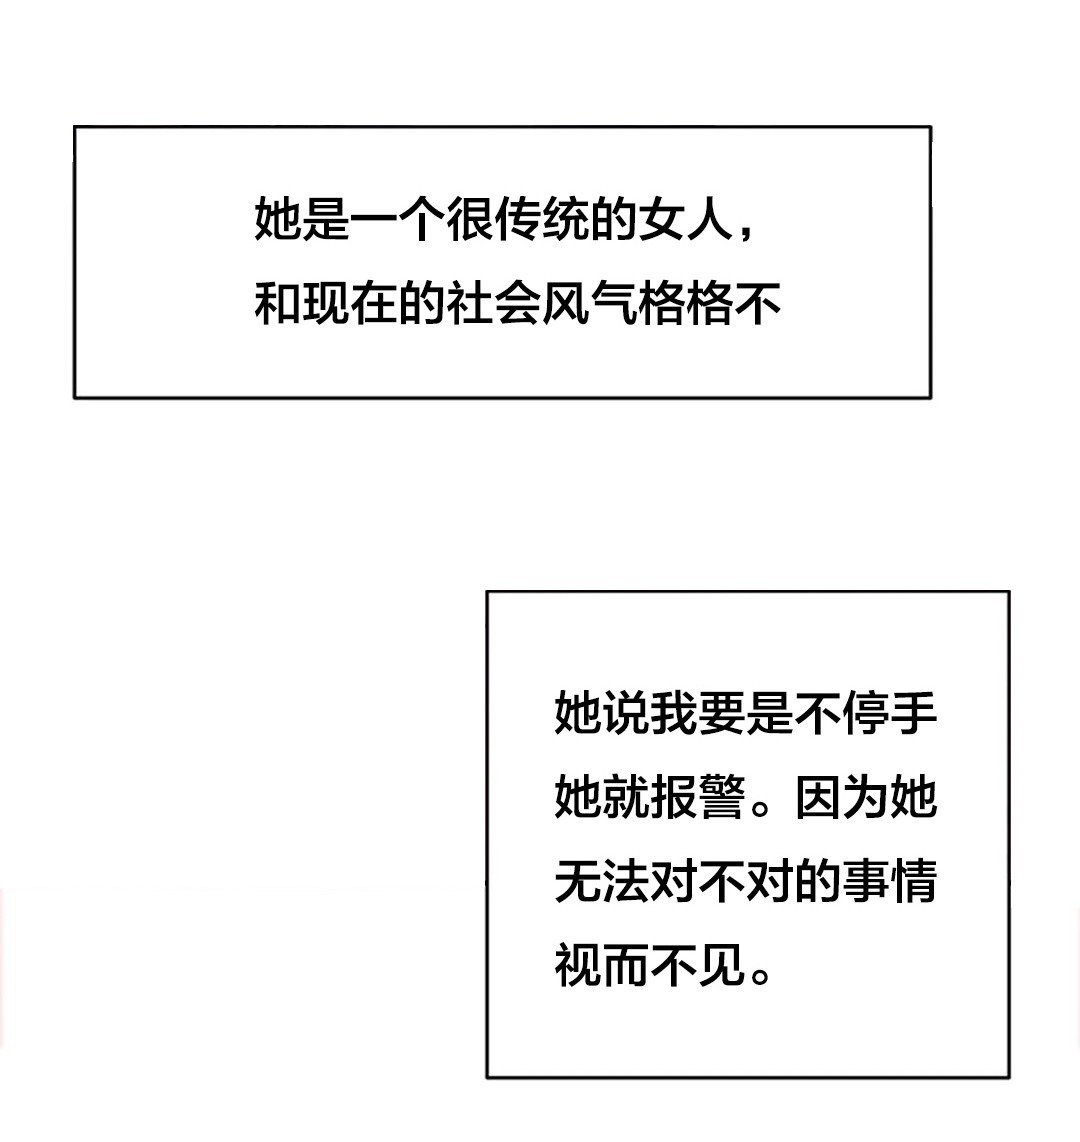 她是一个很传统的女人，
和现在的社会风气格格不
她说我要是不停手
她就报警。因为她
无法对不对的事情
视而不见。